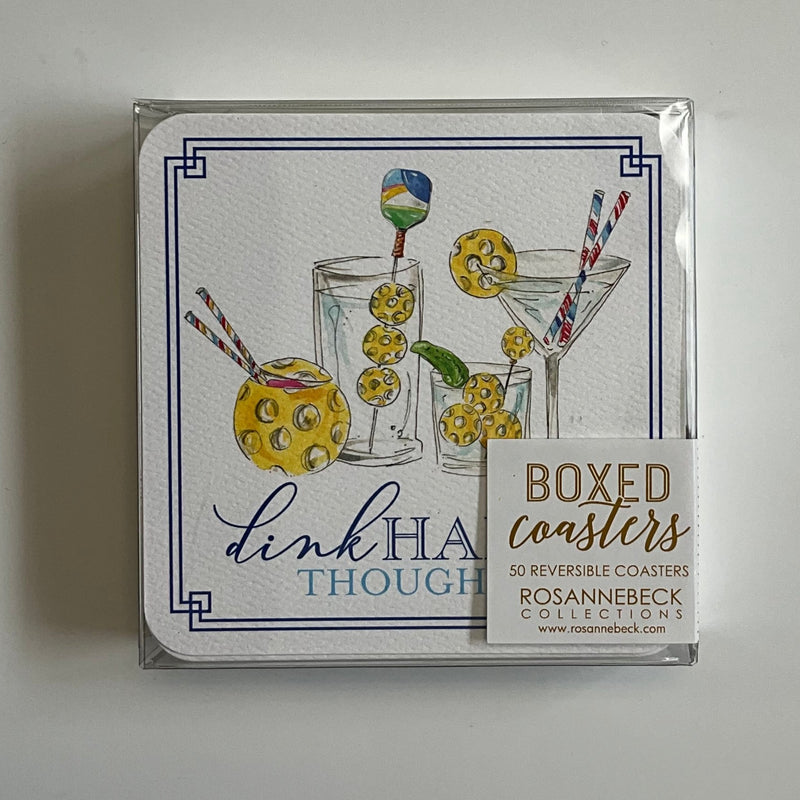 dink HA
THOUGH
BOXED
coasters
50 REVERSIBLE COASTERS
ROSANNEBECK
COLLECTIONS
www.rosannebeck.com